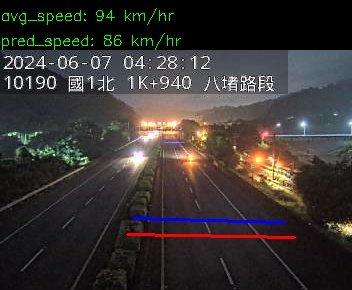 avg_speed: 94 km/hr
pred_speed: 86 km/hr
2024-06-07 04:28:12
10190 國1北 1K+940 八堵路段